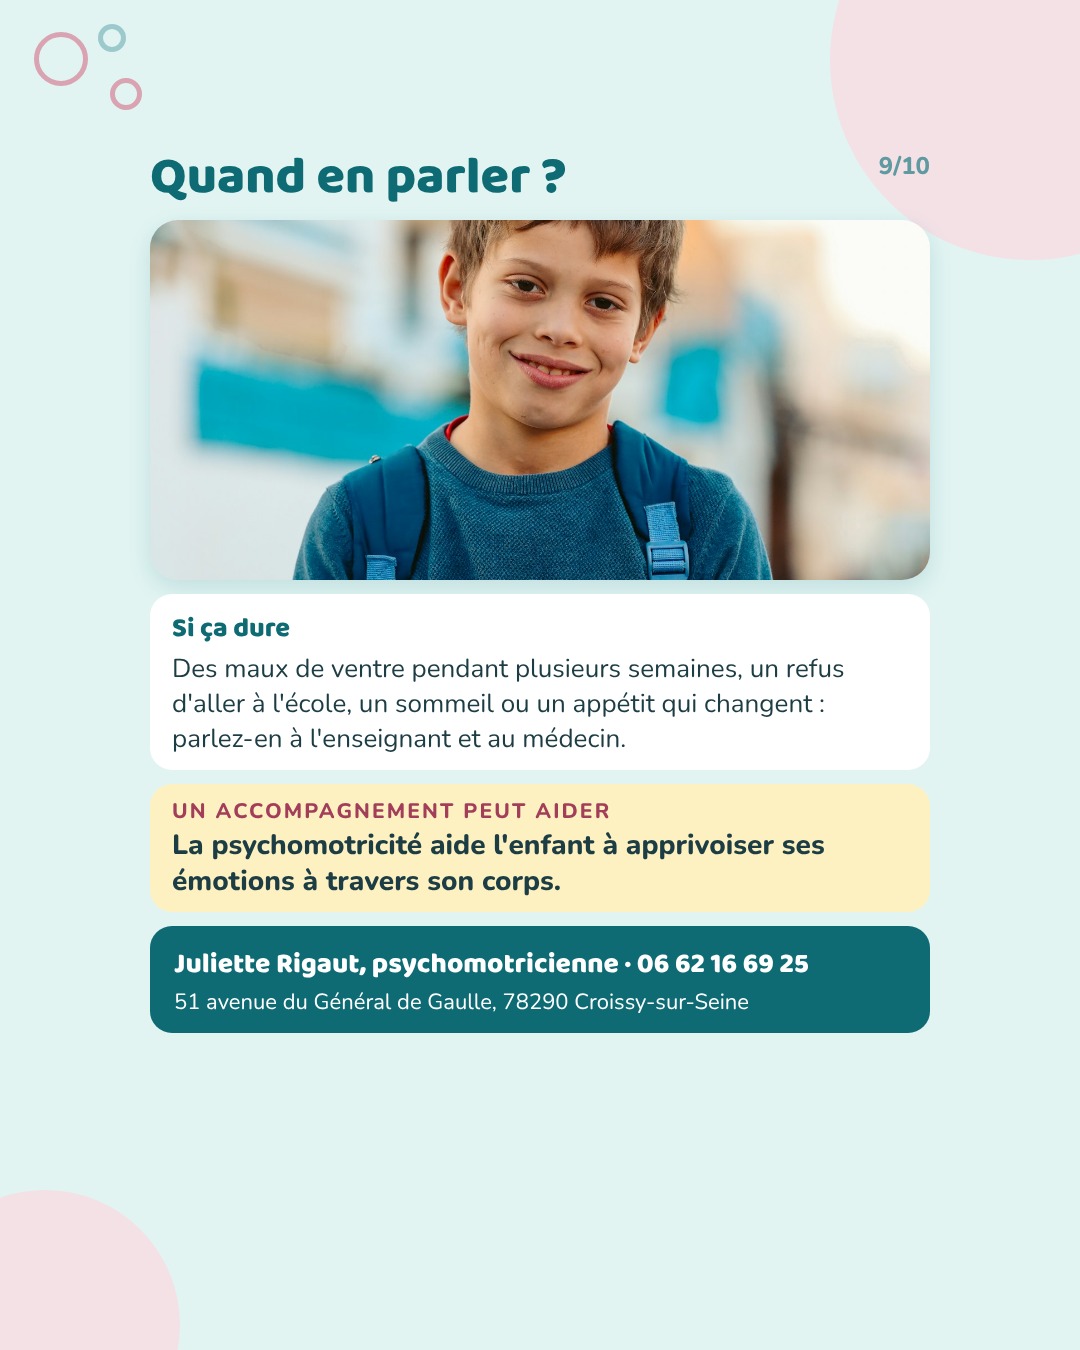 Quand en parler ?
9/10
Si ça dure
Des maux de ventre pendant plusieurs semaines, un refus
d'aller à l'école, un sommeil ou un appétit qui changent :
parlez-en à l'enseignant et au médecin.
UN ACCOMPAGNEMENT PEUT AIDER
La psychomotricité aide l'enfant à apprivoiser ses
émotions à travers son corps.
Juliette Rigaut, psychomotricienne · 06 62 16 69 25
51 avenue du Général de Gaulle, 78290 Croissy-sur-Seine